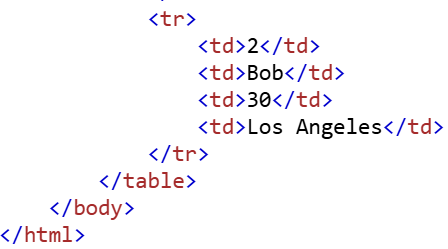 <tr>
<td>2</td>
<td>Bob</td>
<td>30</td>
<td>Los Angeles</td>
</tr>
</table>
</body>
</html>